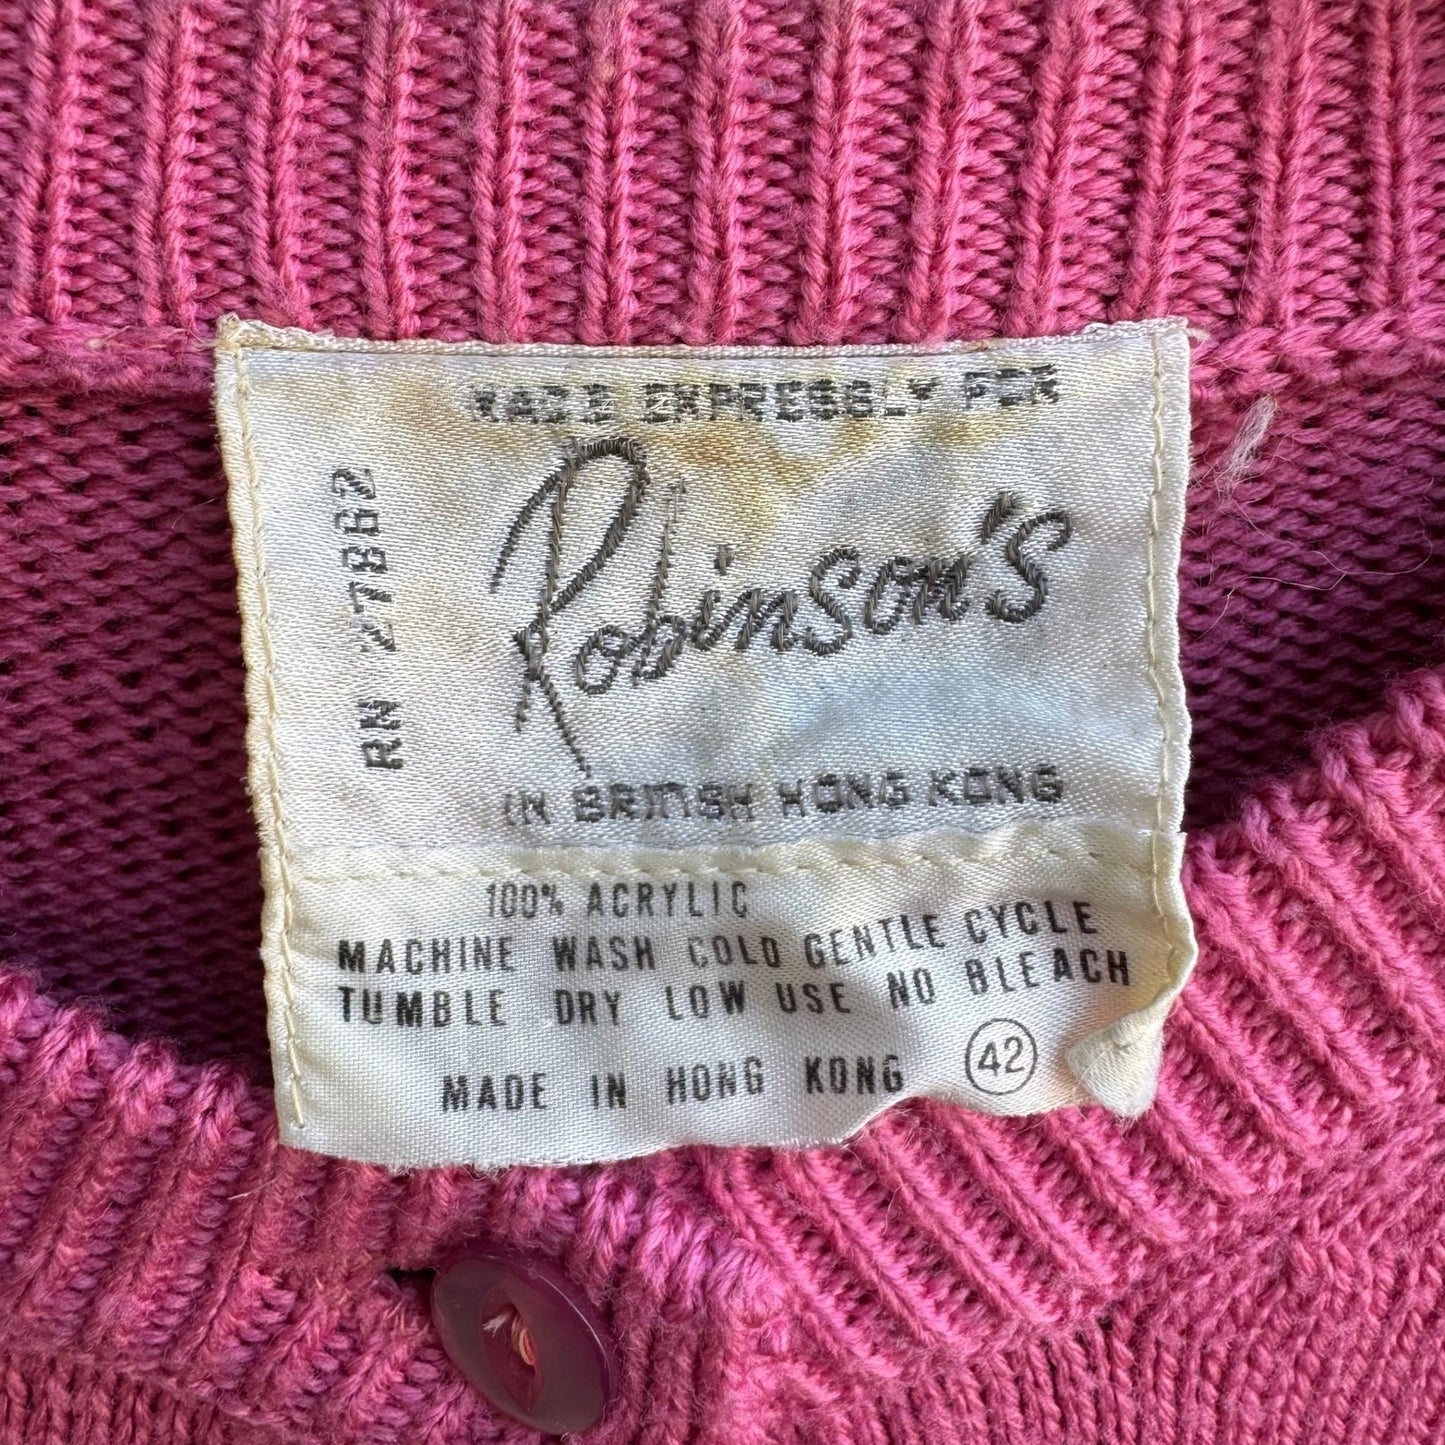 MADE EXPRESSLY FOR
Robinson's
IN BRITISH HONG KONG
RN 27862
100% ACRYLIC
MACHINE WASH COLD GENTLE CYCLE
TUMBLE DRY LOW USE NO BLEACH
MADE IN HONG KONG 42